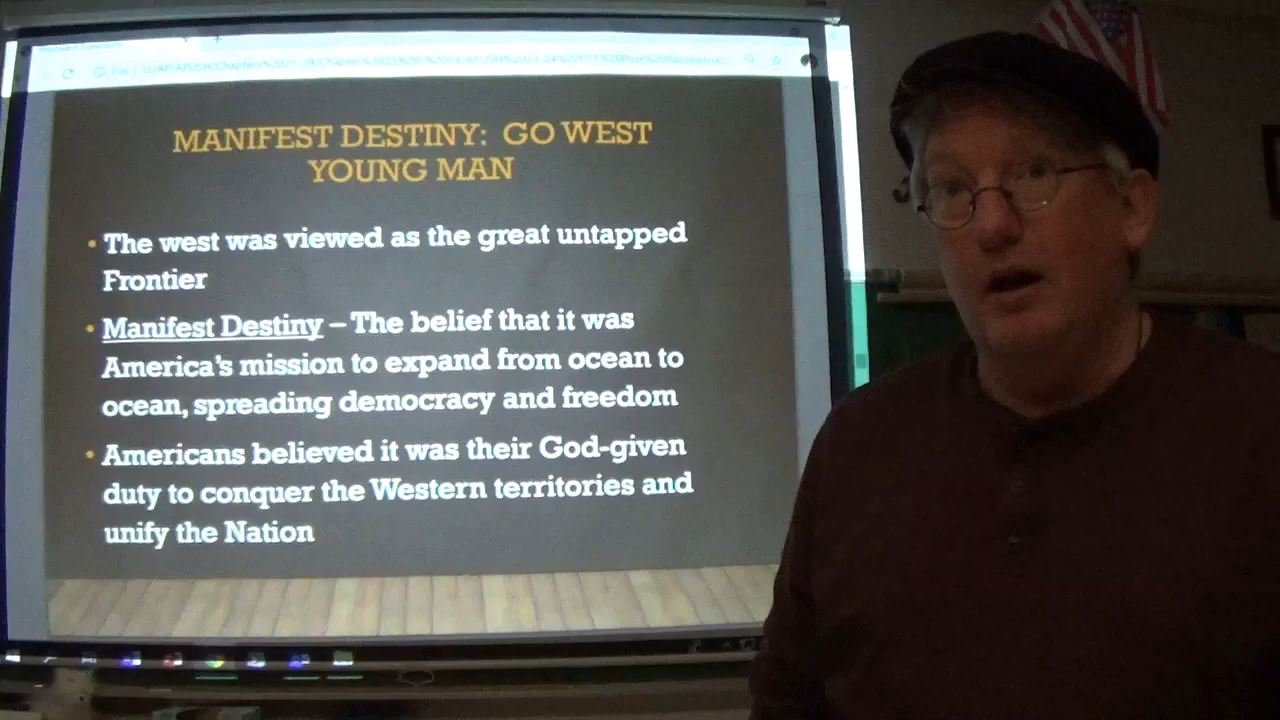 MANIFEST DESTINY: GO WEST
YOUNG MAN
• The west was viewed as the great untapped
Frontier
• Manifest Destiny – The belief that it was
America's mission to expand from ocean to
ocean, spreading democracy and freedom
• Americans believed it was their God-given
duty to conquer the Western territories and
unify the Nation